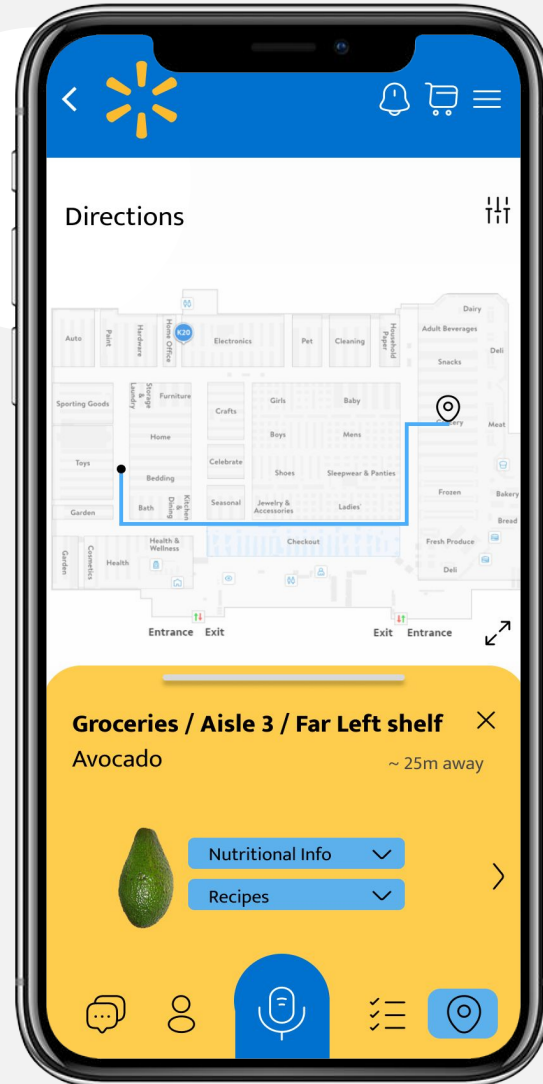 Directions
Dairy
Auto
Paint
Hardware
Home Office
K20
Electronics
Pet
Cleaning
Household
Paper
Adult Beverages
Deli
Snacks
Sporting Goods
Storage
&
Laundry
Furniture
Crafts
Girls
Baby
Meat
Home
Boys
Mens
Toys
Celebrate
Shoes
Sleepwear & Panties
Bedding
Frozen
Bakery
Garden
Bath
Kitchen
&
Dining
Seasonal
Jewelry &
Accessories
Ladies'
Bread
Garden
Cosmetics
Health
Health &
Wellness
Checkout
Fresh Produce
Deli
Entrance Exit
Exit Entrance
Groceries / Aisle 3 / Far Left shelf
Avocado
~ 25m away
Nutritional Info
Recipes